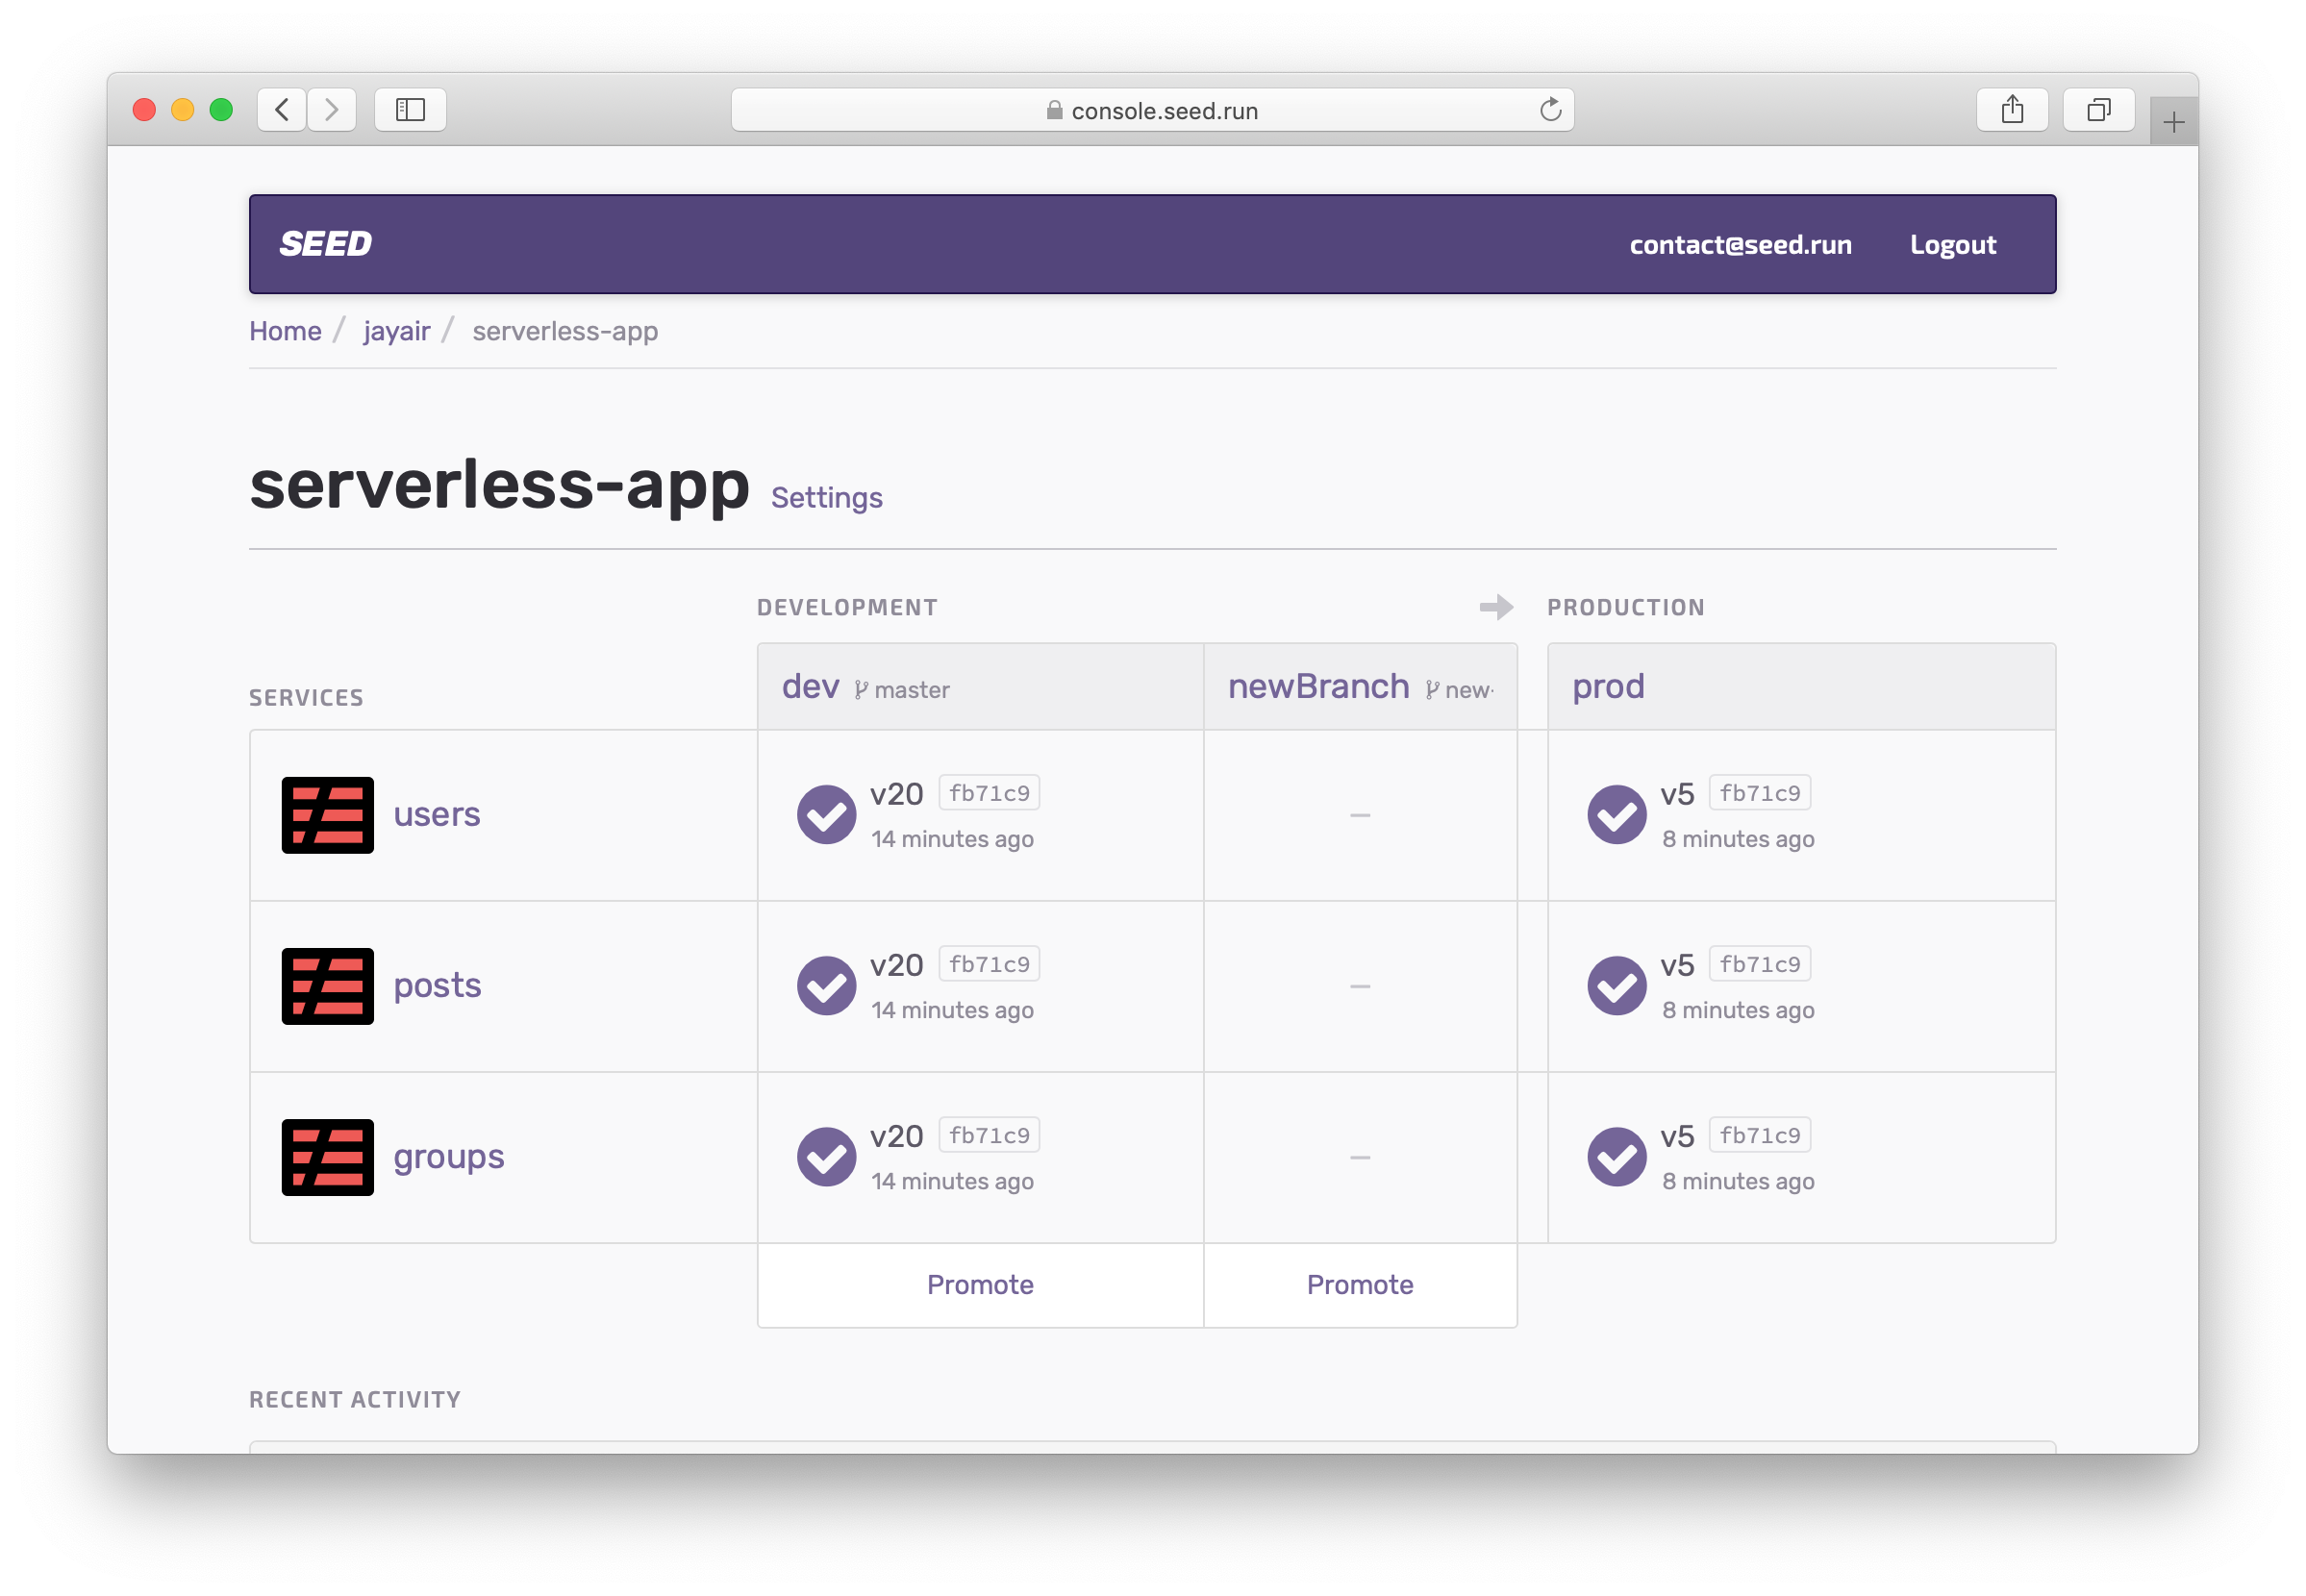 console.seed.run
SEED
contact@seed.run Logout
Home / jayair / serverless-app
serverless-app Settings
DEVELOPMENT PRODUCTION
SERVICES dev master newBranch new- prod
users v20 fb71c9 – v5 fb71c9
14 minutes ago 8 minutes ago
posts v20 fb71c9 – v5 fb71c9
14 minutes ago 8 minutes ago
groups v20 fb71c9 – v5 fb71c9
14 minutes ago 8 minutes ago
Promote Promote
RECENT ACTIVITY